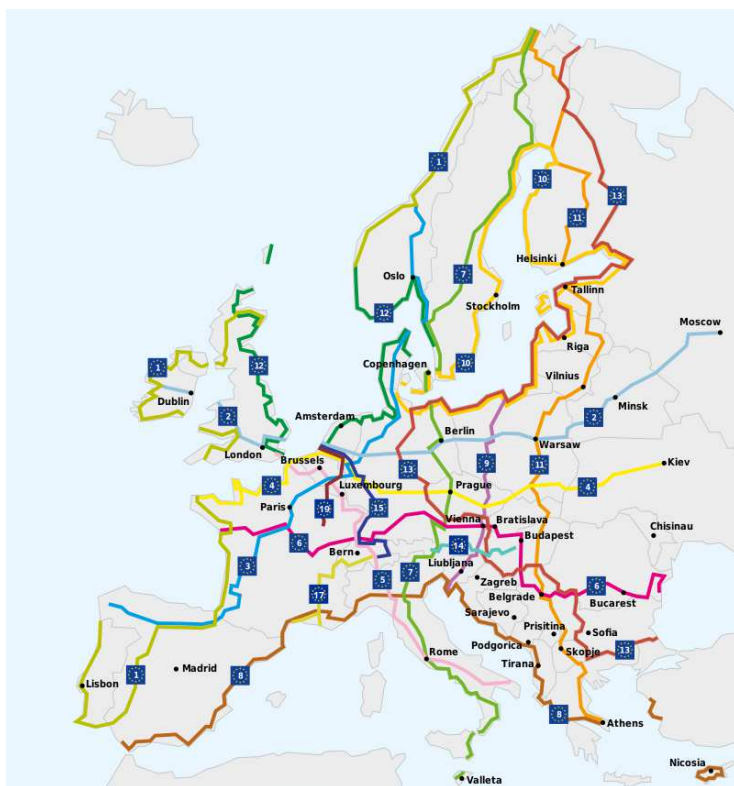 1
10
13
11
Helsinki
7
Oslo
Tallinn
Stockholm
12
Moscow
Riga
1
12
Copenhagen
10
Vilnius
Dublin
Minsk
2
Amsterdam
2
Berlin
London
Warsaw
Brussels
9
13
11
Kiev
4
Luxembourg
Prague
4
Paris
19
15
Vienna
Bratislava
Chisinau
6
Budapest
Bern
14
3
Liubljana
7
5
Zagreb
6
17
Belgrade
Bucarest
Sarajevo
Prisitina
Sofia
Podgorica
Skopje
13
Rome
Madrid
1
8
Tirana
Lisbon
8
Athens
Nicosia
Valleta